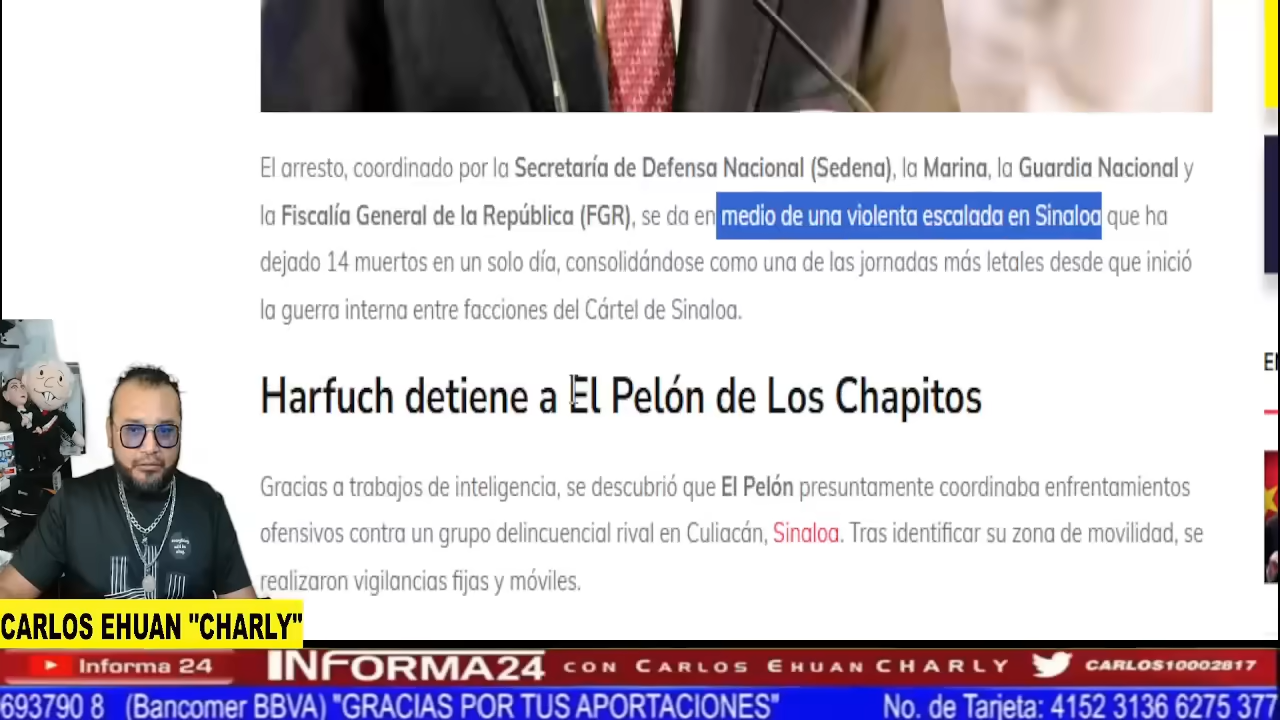 El arresto, coordinado por la Secretaría de Defensa Nacional (Sedena), la Marina, la Guardia Nacional y
la Fiscalía General de la República (FGR), se da en medio de una violenta escalada en Sinaloa que ha
dejado 14 muertos en un solo día, consolidándose como una de las jornadas más letales desde que inició
la guerra interna entre facciones del Cártel de Sinaloa.
Harfuch detiene a El Pelón de Los Chapitos
Gracias a trabajos de inteligencia, se descubrió que El Pelón presuntamente coordinaba enfrentamientos
ofensivos contra un grupo delincuencial rival en Culiacán, Sinaloa. Tras identificar su zona de movilidad, se
realizaron vigilancias fijas y móviles.
CARLOS EHUAN "CHARLY"
Informa 24 INFORMA24 CON CARLOS EHUAN CHARLY CARLOS10002817
693790 8 (Bancomer BBVA) "GRACIAS POR TUS APORTACIONES" No. de Tarjeta: 4152 3136 6275 377